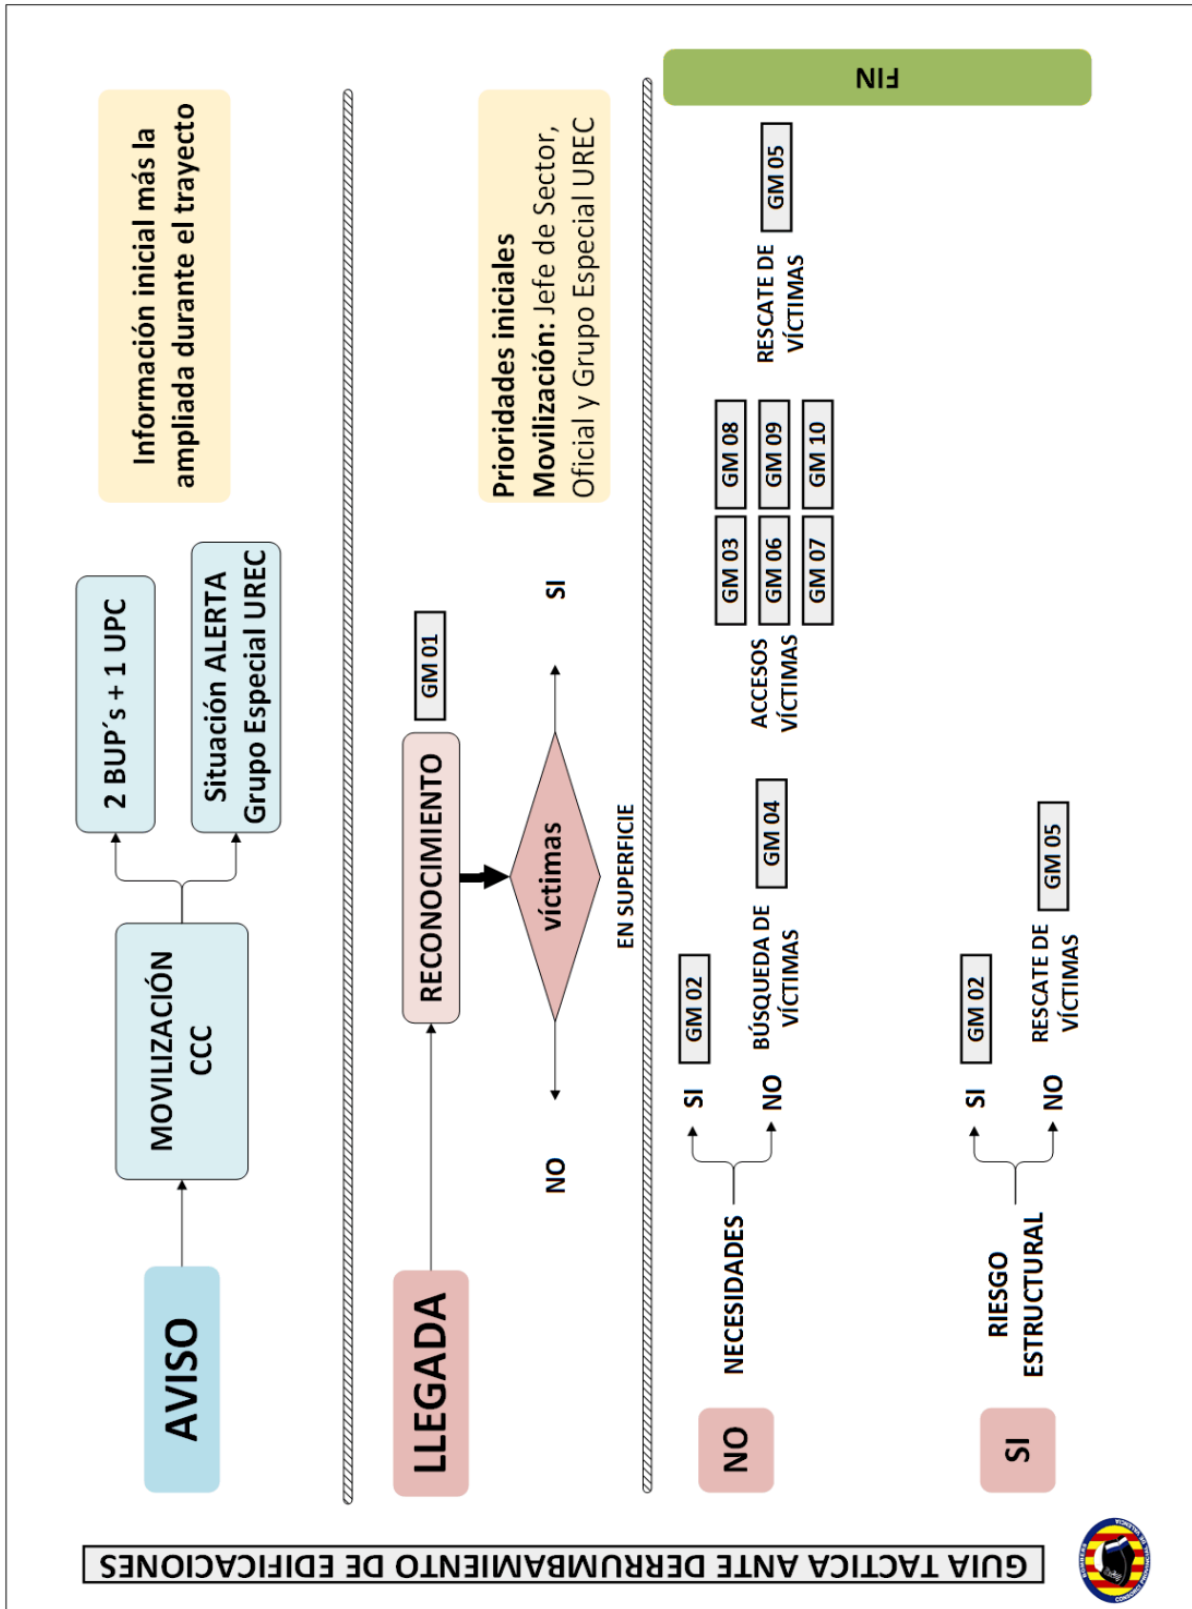 GUIA TACTICA ANTE DERRUMBAMIENTO DE EDIFICACIONES
AVISO
MOVILIZACIÓN
CCC
2 BUP´s + 1 UPC
Situación ALERTA
Grupo Especial UREC
Información inicial más la
ampliada durante el trayecto
LLEGADA
RECONOCIMIENTO
GM 01
víctimas
NO
SI
EN SUPERFICIE
Prioridades iniciales
Movilización: Jefe de Sector,
Oficial y Grupo Especial UREC
NO
NECESIDADES
SI
GM 02
NO
BÚSQUEDA DE
VÍCTIMAS
GM 04
ACCESOS
VÍCTIMAS
GM 03
GM 08
GM 06
GM 09
GM 07
GM 10
RESCATE DE
VÍCTIMAS
GM 05
SI
RIESGO
ESTRUCTURAL
SI
GM 02
NO
RESCATE DE
VÍCTIMAS
GM 05
FIN